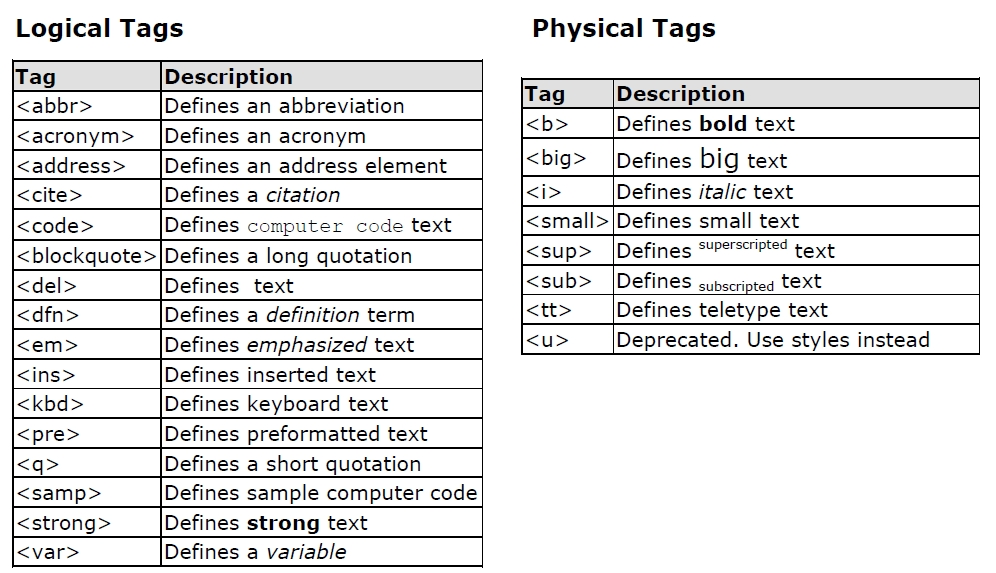 Logical Tags
Tag Description
<abbr> Defines an abbreviation
<acronym> Defines an acronym
<address> Defines an address element
<cite> Defines a citation
<code> Defines computer code text
<blockquote> Defines a long quotation
<del> Defines  text
<dfn> Defines a definition term
<em> Defines emphasized text
<ins> Defines inserted text
<kbd> Defines keyboard text
<pre> Defines preformatted text
<q> Defines a short quotation
<samp> Defines sample computer code
<strong> Defines strong text
<var> Defines a variable
Physical Tags
Tag Description
<b> Defines bold text
<big> Defines big text
<i> Defines italic text
<small> Defines small text
<sup> Defines superscripted text
<sub> Defines subscripted text
<tt> Defines teletype text
<u> Deprecated. Use styles instead